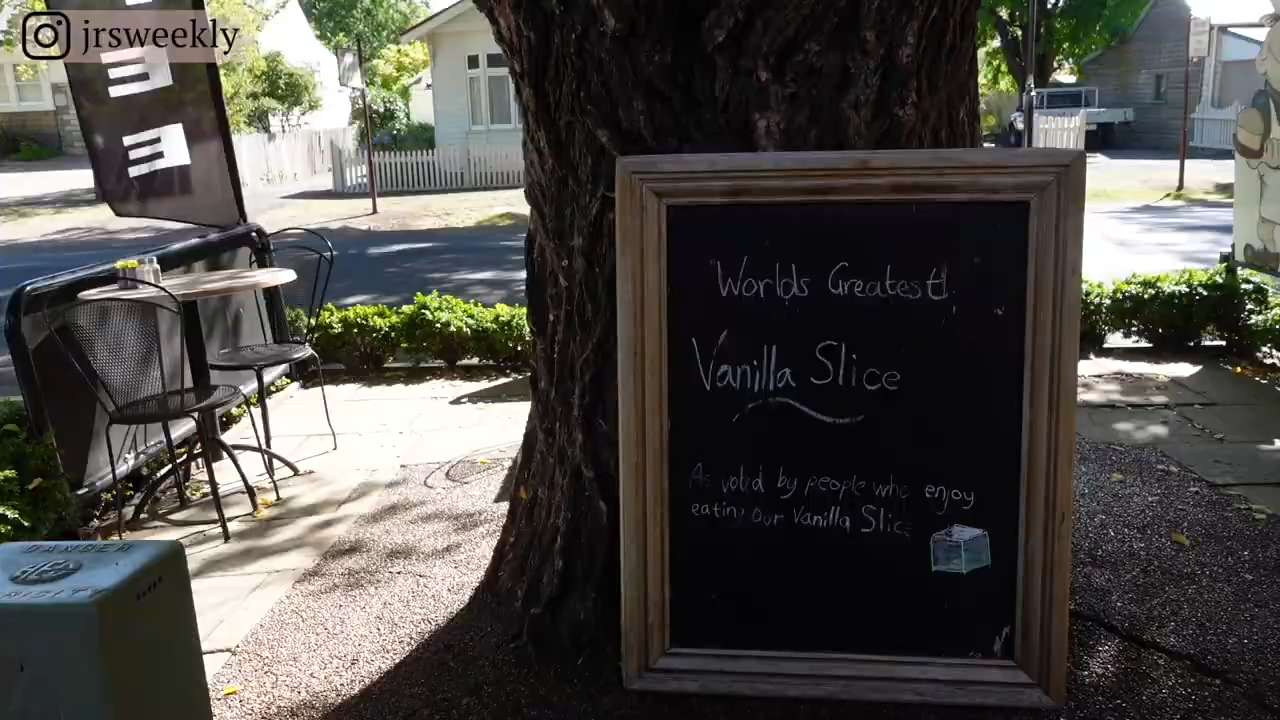 jrsweekly
"Worlds Greatest!,
Vanilla Slice
As voted by people who enjoy
eating our Vanilla Slice
DANGER